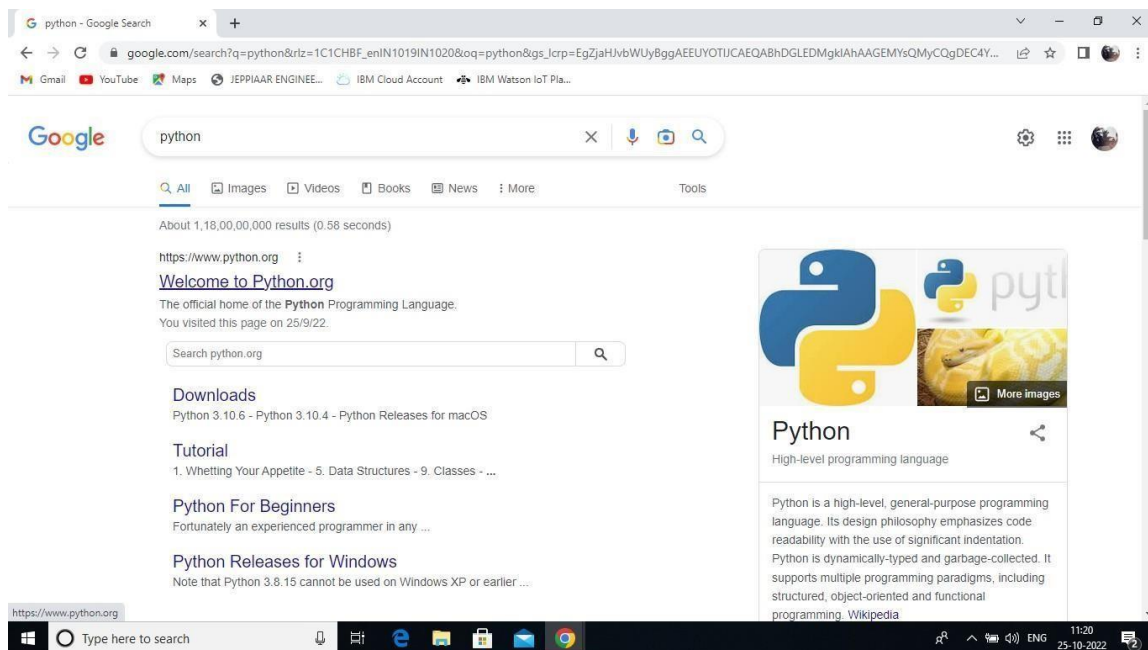 python - Google Search
google.com/search?q=python&rlz=1C1CHBF_enIN1019IN1020&oq=python&gs_lcrp=EgZjaHJvbWUyBggAEEUYOTIJCAEQABhDGLEDMgkIAhAAGEMYsQMyCQgDEC4Y...
Gmail YouTube Maps JEPPIAAR ENGINEE... IBM Cloud Account IBM Watson IoT Pla...
Google
python
All Images Videos Books News More Tools
About 1,18,00,00,000 results (0.58 seconds)
https://www.python.org
Welcome to Python.org
The official home of the Python Programming Language.
You visited this page on 25/9/22.
Search python.org
Downloads
Python 3.10.6 - Python 3.10.4 - Python Releases for macOS
Tutorial
1. Whetting Your Appetite - 5. Data Structures - 9. Classes - ...
Python For Beginners
Fortunately an experienced programmer in any ...
Python Releases for Windows
Note that Python 3.8.15 cannot be used on Windows XP or earlier ...
pytl
More images
Python
High-level programming language
Python is a high-level, general-purpose programming
language. Its design philosophy emphasizes code
readability with the use of significant indentation.
Python is dynamically-typed and garbage-collected. It
supports multiple programming paradigms, including
structured, object-oriented and functional
programming. Wikipedia
https://www.python.org
Type here to search
ENG
11:20
25-10-2022
2